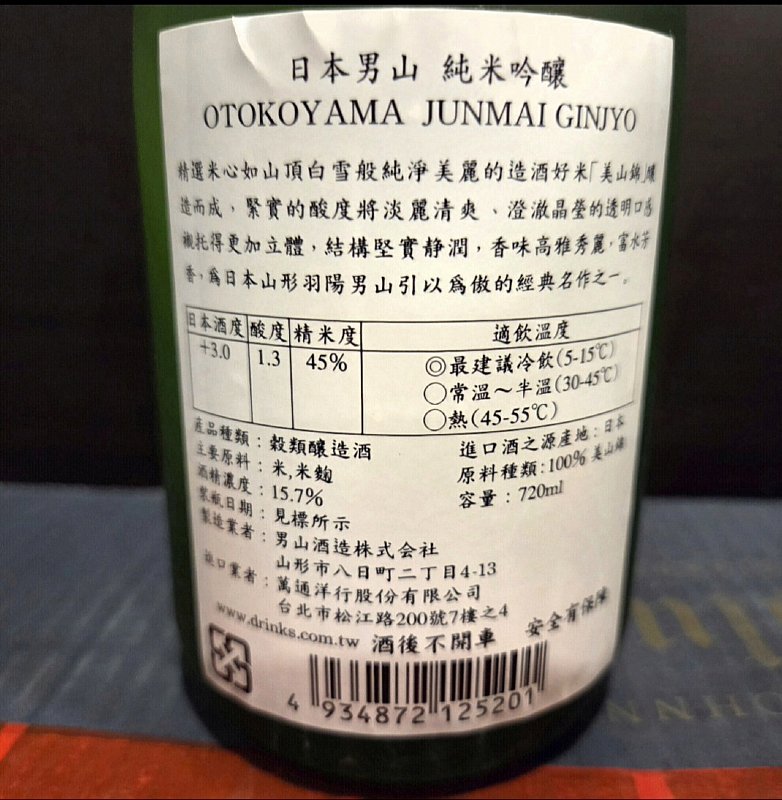 日本男山 純米吟釀
OTOKOYAMA JUNMAI GINJYO
精選米心如山頂白雪般純淨美麗的造酒好米「美山錦」釀
造而成，緊實的酸度將淡麗清爽、澄澈晶瑩的透明口感
襯托得更加立體，結構堅實靜潤，香味高雅秀麗，富水芳
香，為日本山形羽陽男山引以為傲的經典名作之一。
日本酒度 酸度 精米度 適飲溫度
+3.0 1.3 45% ◎最建議冷飲(5-15℃)
○常溫～半溫(30-45℃)
○熱(45-55℃)
產品種類：穀類釀造酒
主要原料：米,米麴
酒精濃度：15.7%
裝瓶日期：見標所示
製造業者：男山酒造株式会社
山形市八日町二丁目4-13
進口業者：萬通洋行股份有限公司
台北市松江路200號7樓之4
進口酒之源產地：日本
原料種類：100% 美山錦
容量：720ml
www.drinks.com.tw 酒後不開車 安全有保障
4 934872 125201